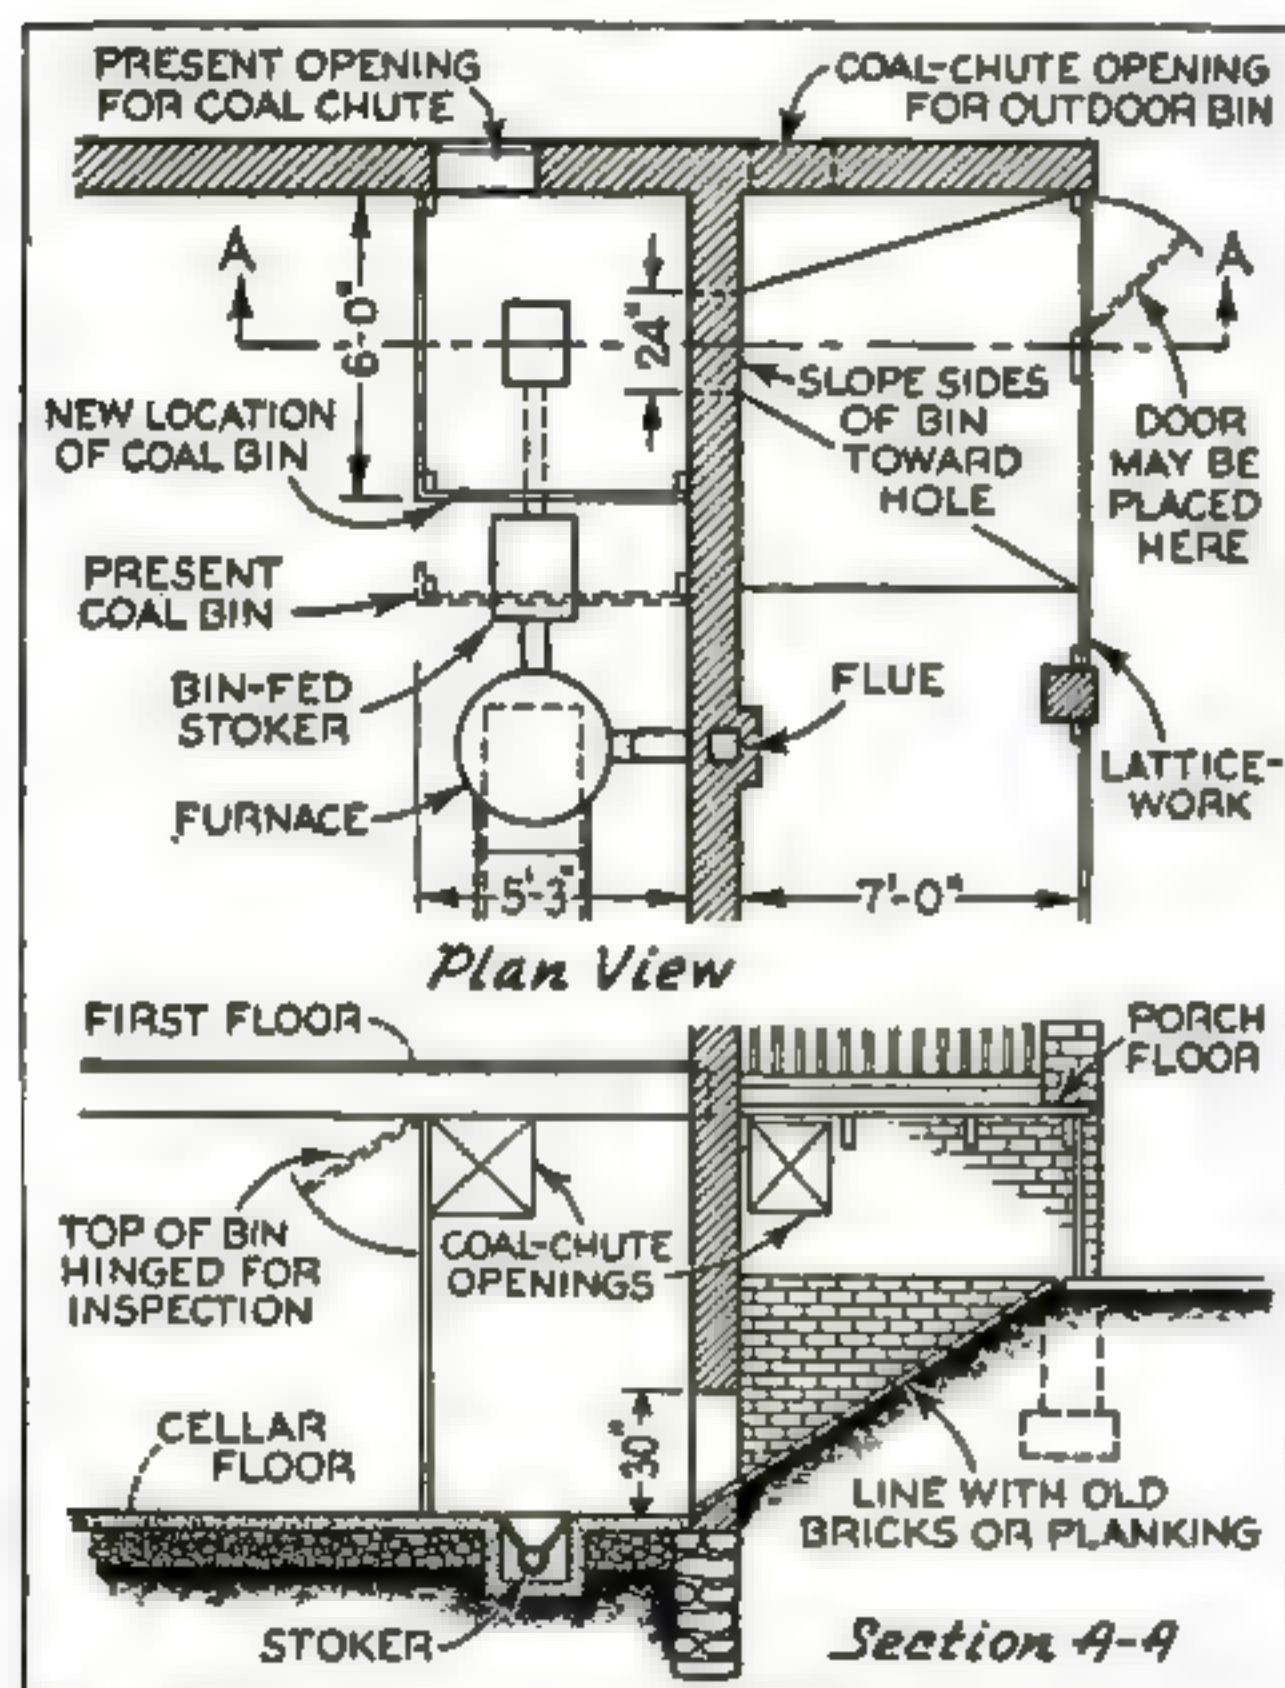 PRESENT OPENING
FOR COAL CHUTE
COAL-CHUTE OPENING
FOR OUTDOOR BIN
A
A
6'-0"
24"
NEW LOCATION
OF COAL BIN
SLOPE SIDES
OF BIN
TOWARD
HOLE
DOOR
MAY BE
PLACED
HERE
PRESENT
COAL BIN
BIN-FED
STOKER
FLUE
LATTICE-
WORK
FURNACE
5'-3"
7'-0"
Plan View
FIRST FLOOR
PORCH
FLOOR
TOP OF BIN
HINGED FOR
INSPECTION
COAL-CHUTE
OPENINGS
CELLAR
FLOOR
30"
LINE WITH OLD
BRICKS OR PLANKING
STOKER
Section A-A